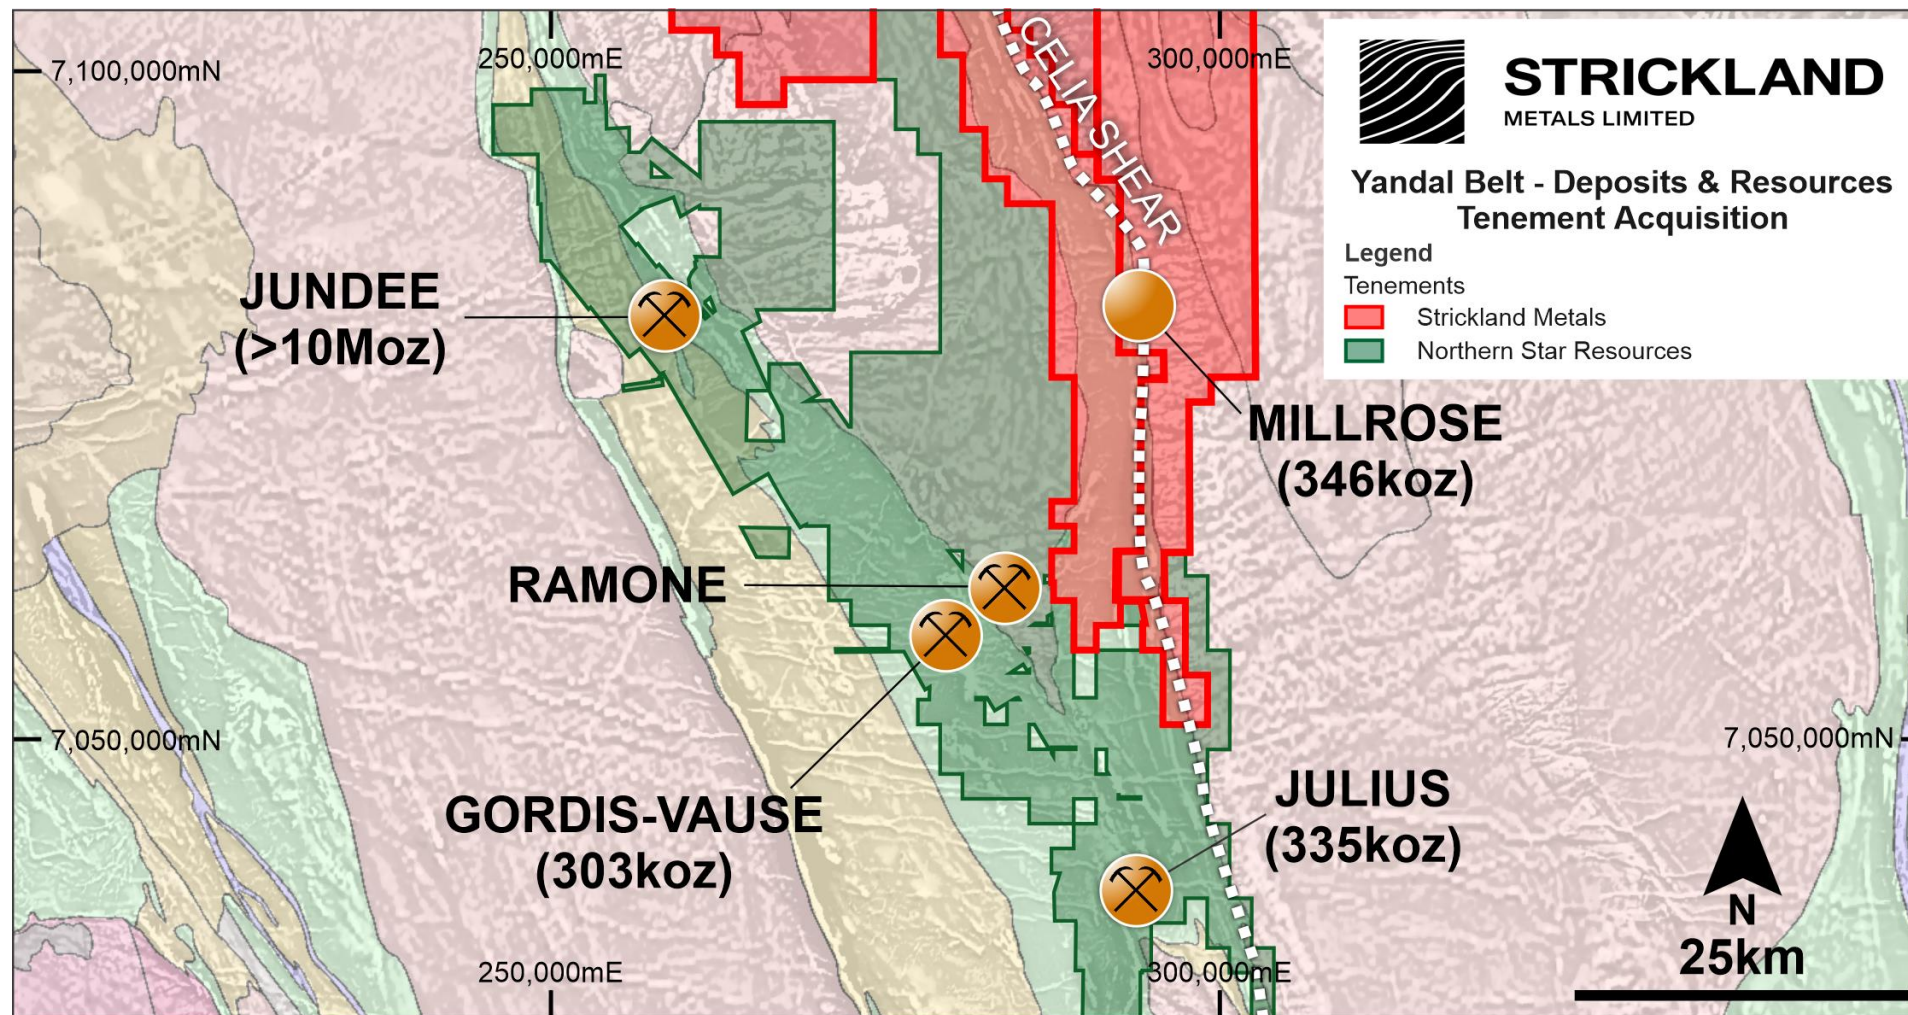 250,000mE
300,000mE
7,100,000mN
CELIA SHEAR
STRICKLAND
METALS LIMITED
Yandal Belt - Deposits & Resources
Tenement Acquisition
Legend
Tenements
Strickland Metals
Northern Star Resources
JUNDEE
(>10Moz)
MILLROSE
(346koz)
RAMONE
7,050,000mN
7,050,000mN
GORDIS-VAUSE
(303koz)
JULIUS
(335koz)
N
25km
250,000mE
300,000mE